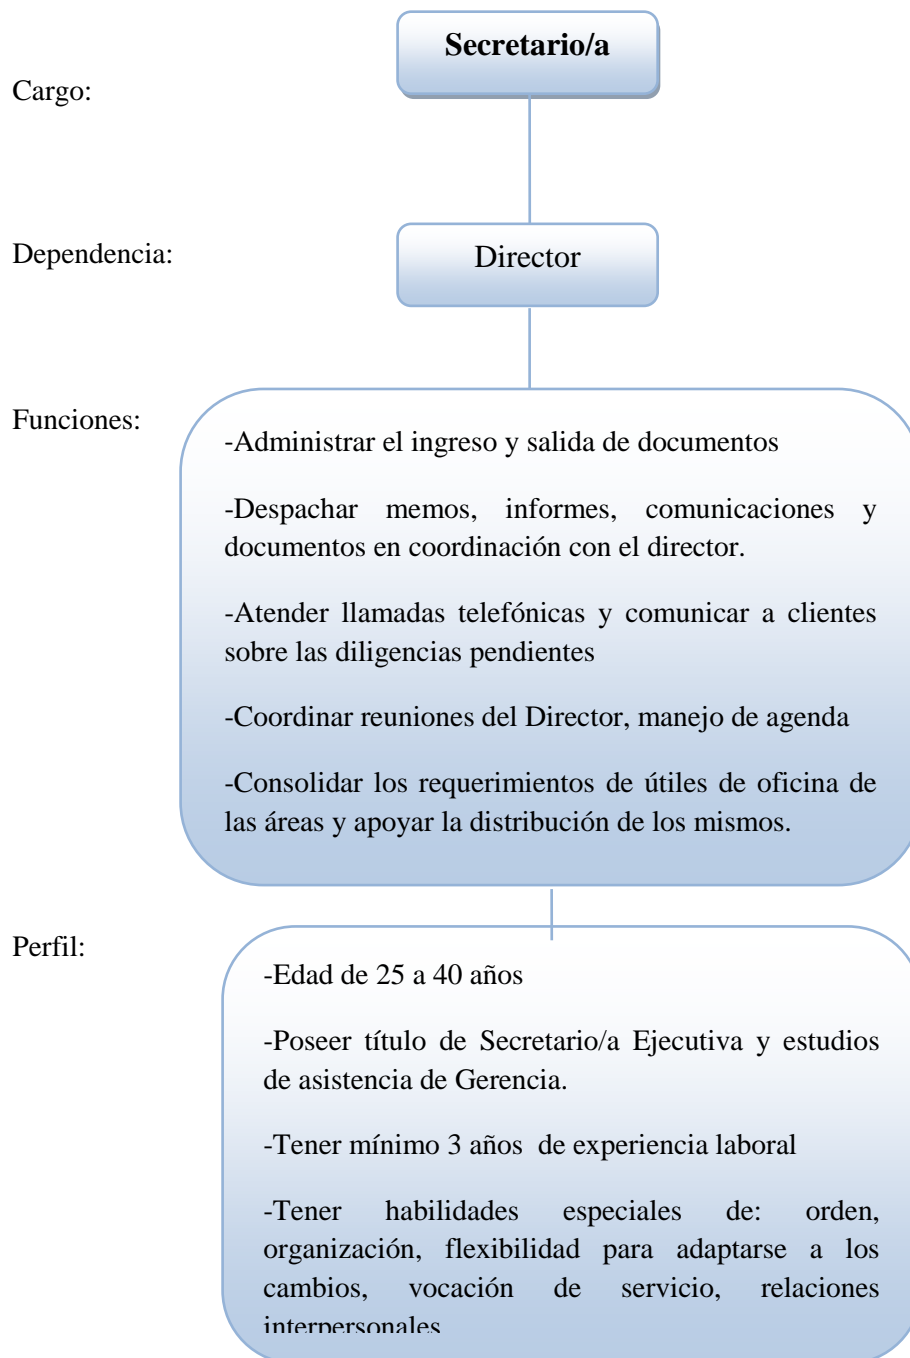 Secretario/a
Cargo:
Dependencia:
Director
Funciones:
-Administrar el ingreso y salida de documentos
-Despachar memos, informes, comunicaciones y
documentos en coordinación con el director.
-Atender llamadas telefónicas y comunicar a clientes
sobre las diligencias pendientes
-Coordinar reuniones del Director, manejo de agenda
-Consolidar los requerimientos de útiles de oficina de
las áreas y apoyar la distribución de los mismos.
Perfil:
-Edad de 25 a 40 años
-Poseer título de Secretario/a Ejecutiva y estudios
de asistencia de Gerencia.
-Tener mínimo 3 años  de experiencia laboral
-Tener habilidades especiales de: orden,
organización, flexibilidad para adaptarse a los
cambios, vocación de servicio, relaciones
interpersonales